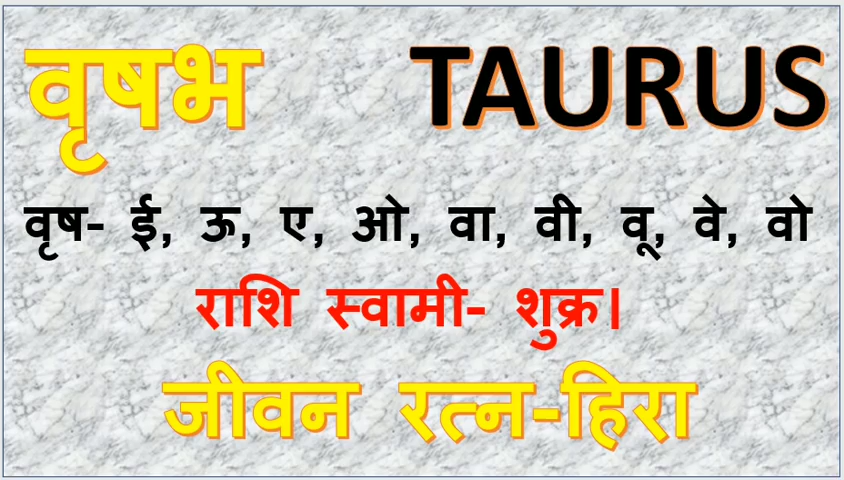 वृषभ TAURUS
वृष- ई, ऊ, ए, ओ, वा, वी, वू, वे, वो
राशि स्वामी- शुक्र।
जीवन रत्न-हिरा